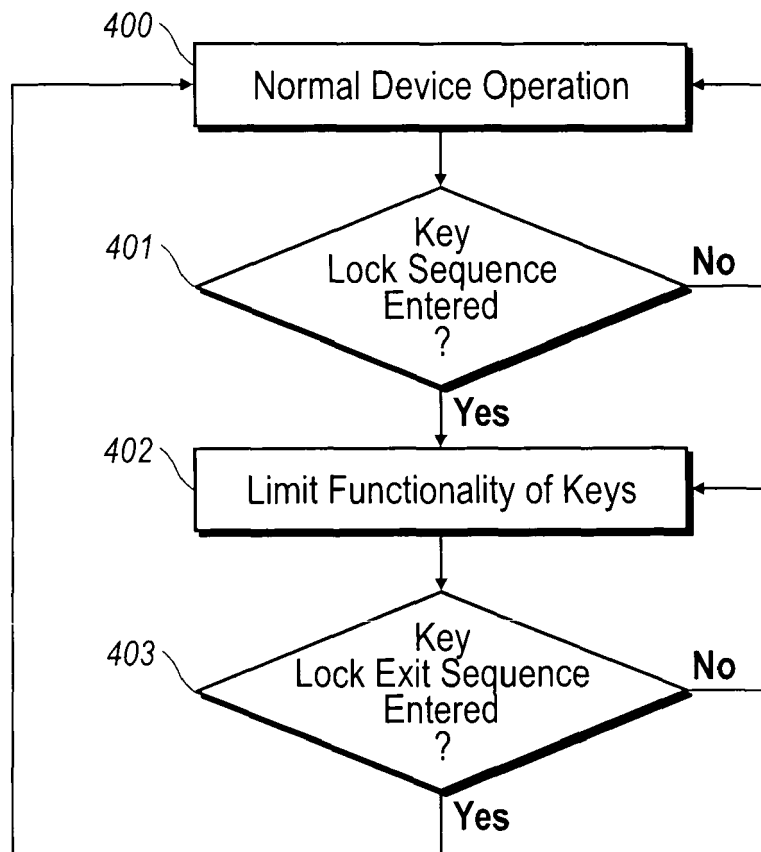 400
Normal Device Operation
401
Key
Lock Sequence
Entered
?
No
Yes
402
Limit Functionality of Keys
403
Key
Lock Exit Sequence
Entered
?
No
Yes